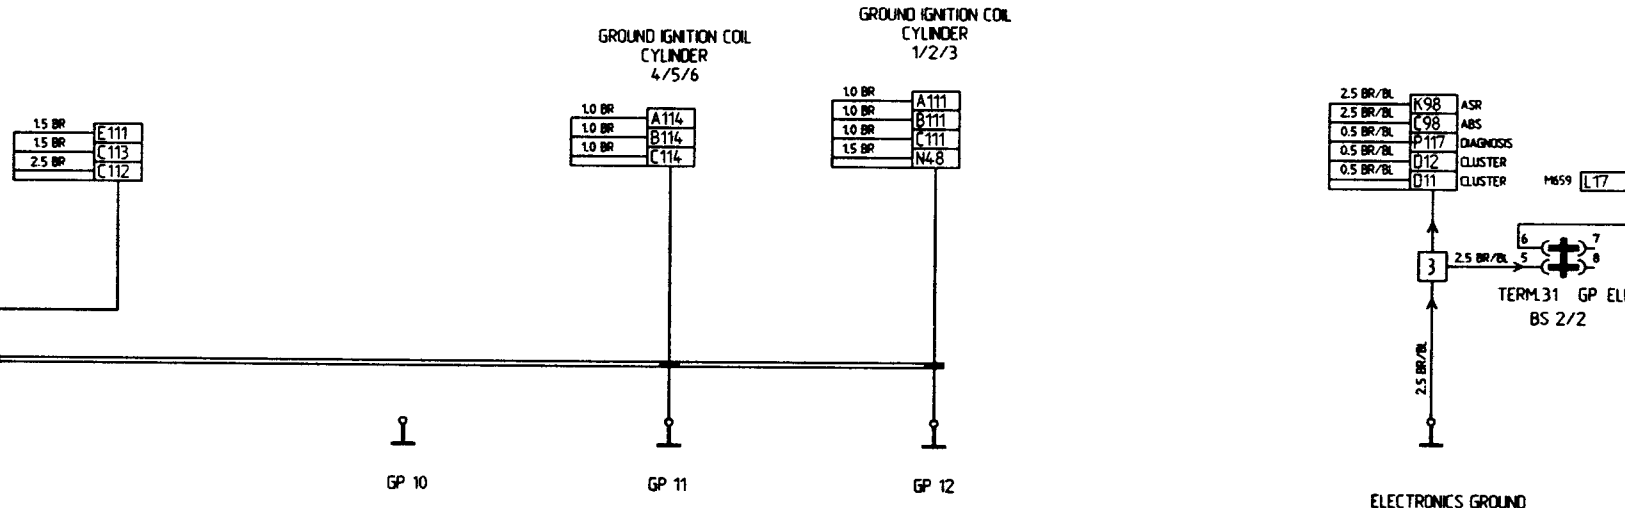 GROUND IGNITION COIL
CYLINDER
4/5/6
GROUND IGNITION COIL
CYLINDER
1/2/3
1.5 BR E111
1.5 BR C113
2.5 BR C112
1.0 BR A114
1.0 BR B114
1.0 BR C114
1.0 BR A111
1.0 BR B111
1.0 BR C111
1.5 BR N48
2.5 BR/BL K98 ASR
2.5 BR/BL C98 ABS
0.5 BR/BL P117 DIAGNOSIS
0.5 BR/BL D12 CLUSTER
0.5 BR/BL D11 CLUSTER
M659 L17
6 7
3 2.5 BR/BL 5 8
TERM.31 GP ELE
BS 2/2
2.5 BR/BL
GP 10
GP 11
GP 12
ELECTRONICS GROUND